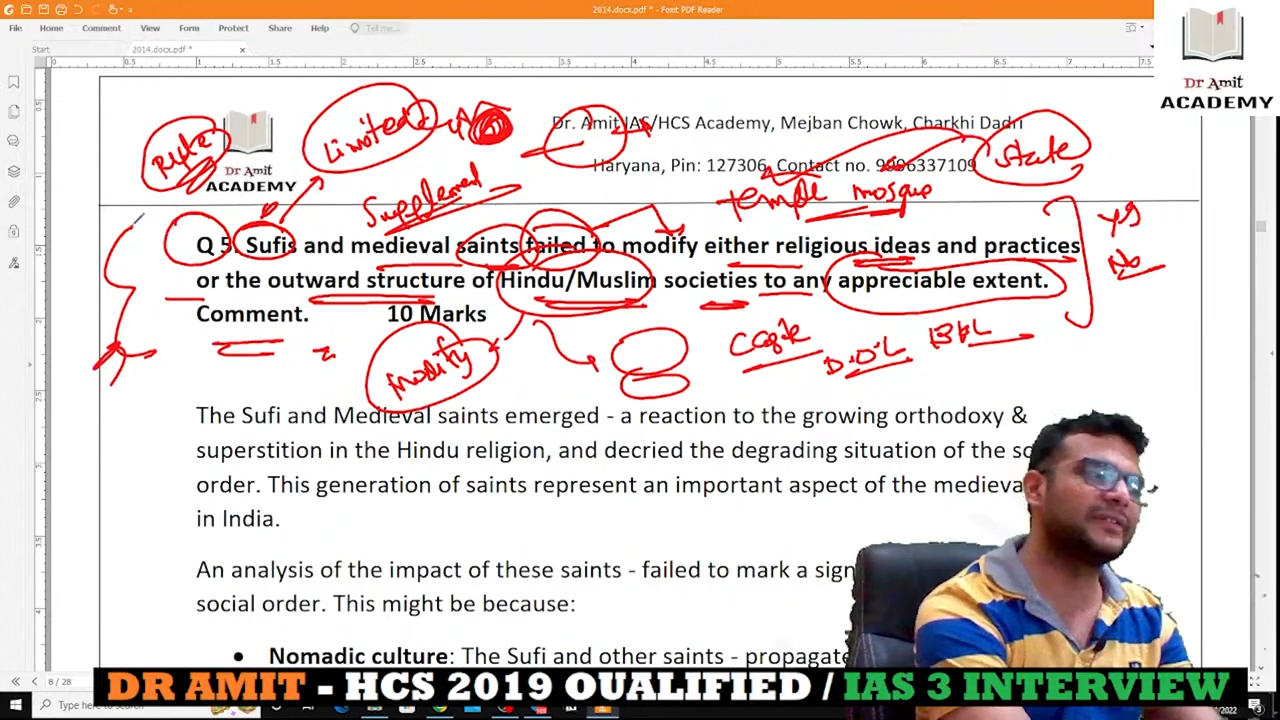 2014.docx.pdf * - Foxit PDF Reader
File Home Comment View Form Protect Share Help Tell me...
Start 2014.docx.pdf *
Dr Amit
ACADEMY
Dr Amit
ACADEMY
Dr. Amit IAS/HCS Academy, Mejban Chowk, Charkhi Dadri
Haryana, Pin: 127306, Contact no. 9996337109
Limited
State
Supplement
temple mosque
Yes
No
Q 5 Sufis and medieval saints failed to modify either religious ideas and practices
or the outward structure of Hindu/Muslim societies to any appreciable extent.
Comment. 10 Marks
Modify
The Sufi and Medieval saints emerged - a reaction to the growing orthodoxy &
superstition in the Hindu religion, and decried the degrading situation of the
order. This generation of saints represent an important aspect of the
in India.
An analysis of the impact of these saints - failed to mark a
social order. This might be because:
• Nomadic culture: The Sufi and other saints -
8 / 28
DR AMIT - HCS 2019 QUALIFIED / IAS 3 INTERVIEW
Type here to